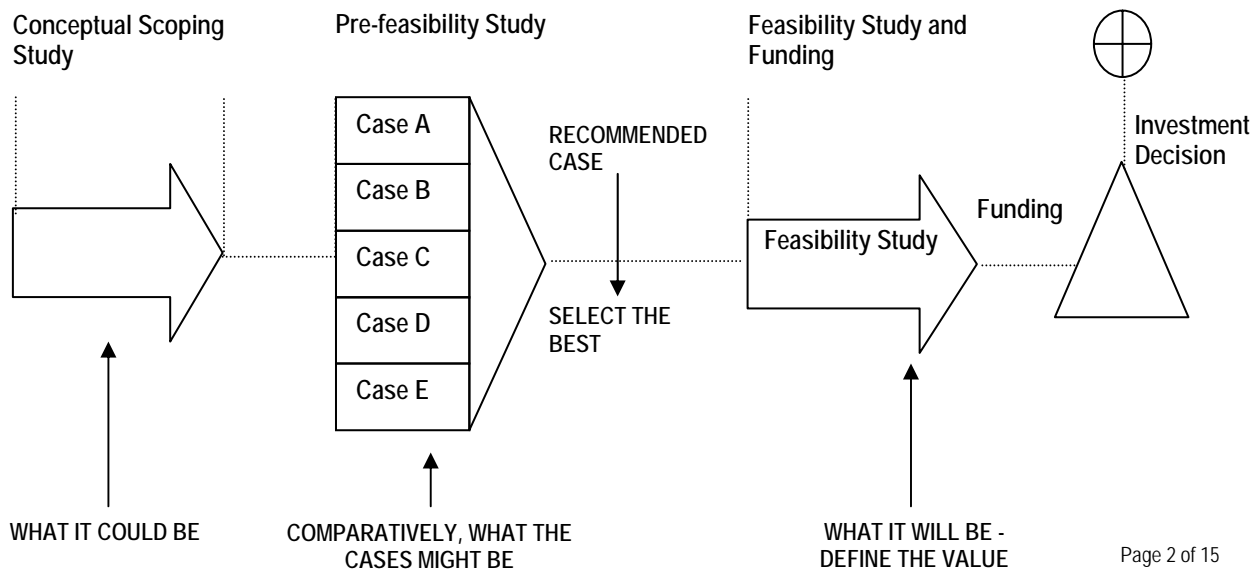 Conceptual Scoping
Study
Pre-feasibility Study
Feasibility Study and
Funding
Case A
Case B
Case C
Case D
Case E
RECOMMENDED
CASE
SELECT THE
BEST
Feasibility Study
Funding
Investment
Decision
WHAT IT COULD BE
COMPARATIVELY, WHAT THE
CASES MIGHT BE
WHAT IT WILL BE -
DEFINE THE VALUE
Page 2 of 15